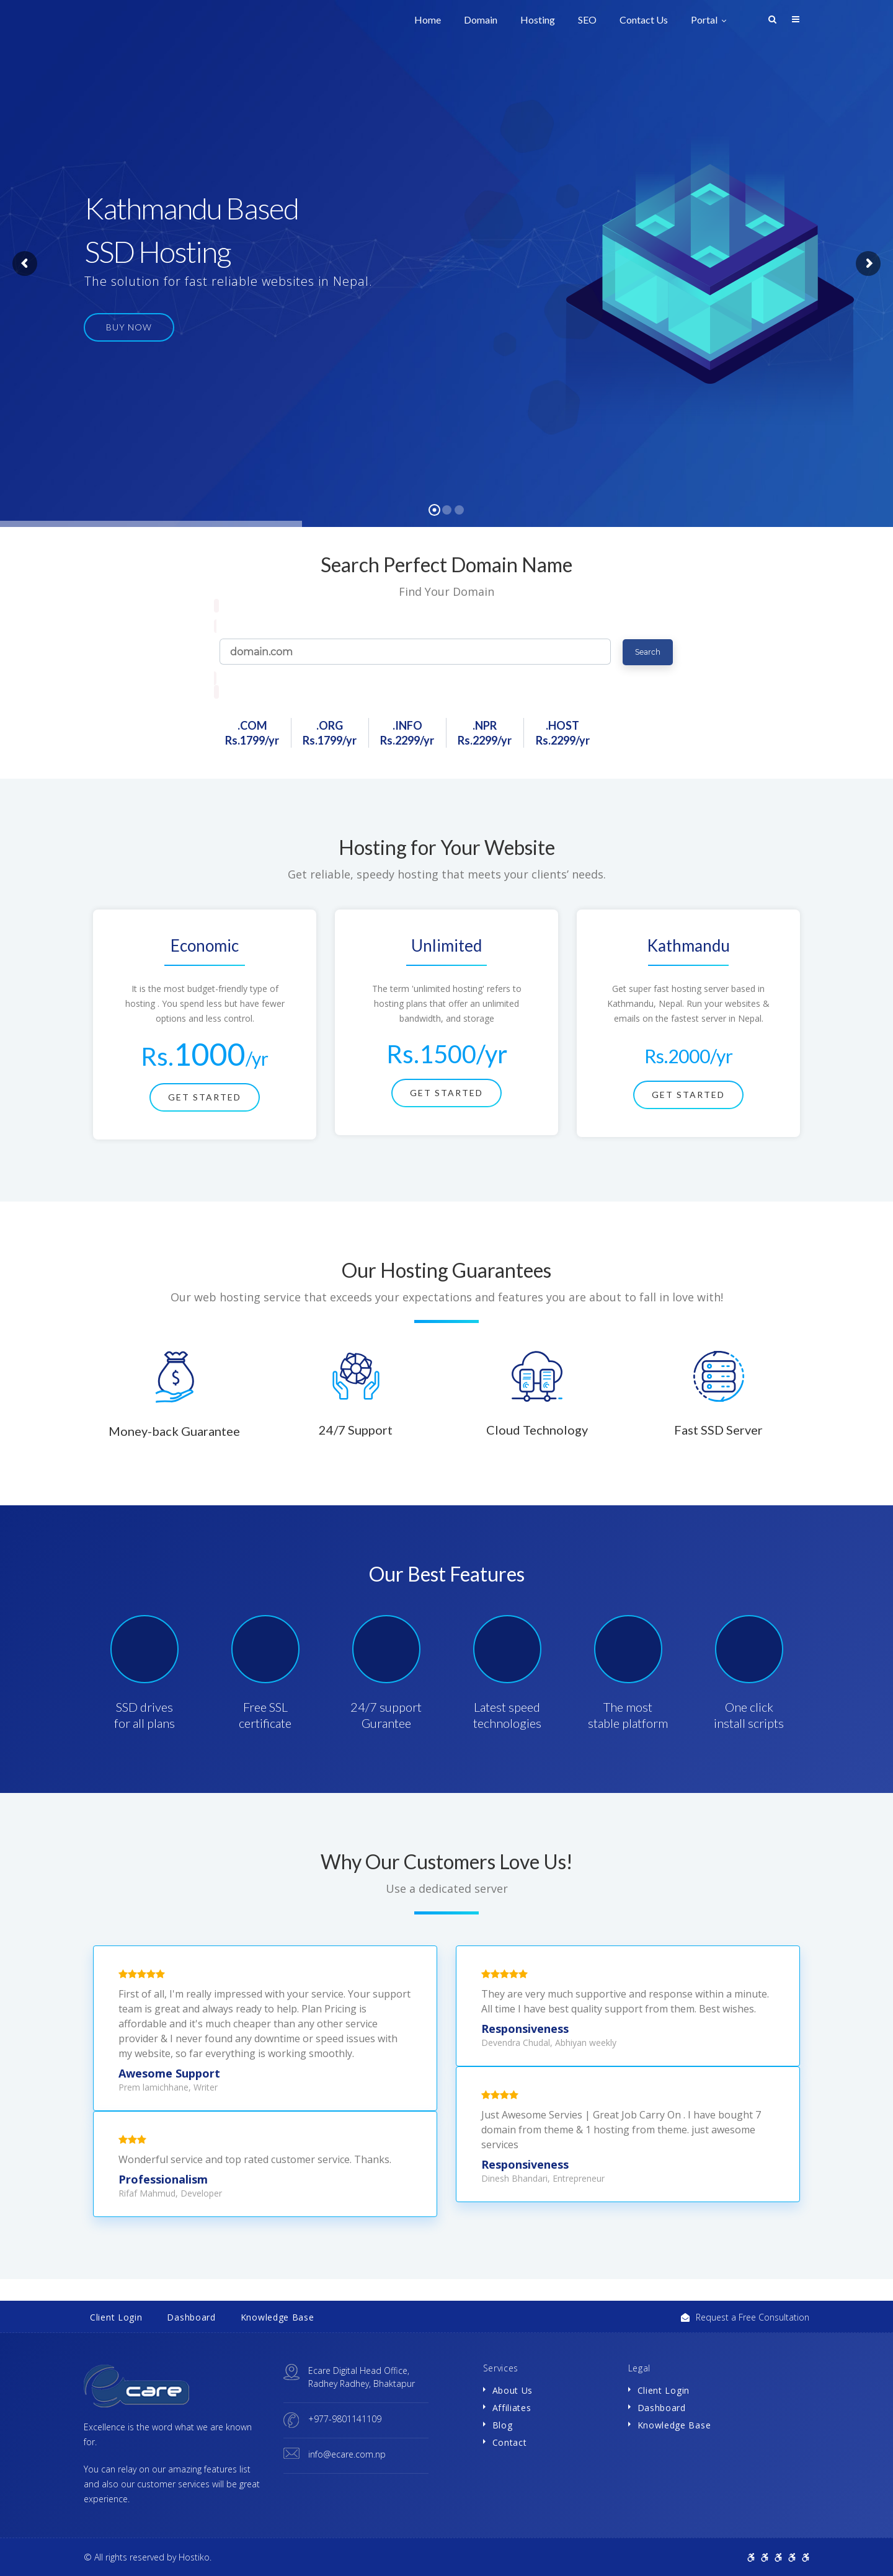 Home Domain Hosting SEO Contact Us Portal
Kathmandu Based
SSD Hosting
The solution for fast reliable websites in Nepal.
BUY NOW
Search Perfect Domain Name
Find Your Domain
domain.com
Search
.COM .ORG .INFO .NPR .HOST
Rs.1799/yr Rs.1799/yr Rs.2299/yr Rs.2299/yr Rs.2299/yr
Hosting for Your Website
Get reliable, speedy hosting that meets your clients’ needs.
Economic
It is the most budget-friendly type of
hosting . You spend less but have fewer
options and less control.
Rs.1000/yr
GET STARTED
Unlimited
The term 'unlimited hosting' refers to
hosting plans that offer an unlimited
bandwidth, and storage
Rs.1500/yr
GET STARTED
Kathmandu
Get super fast hosting server based in
Kathmandu, Nepal. Run your websites &
emails on the fastest server in Nepal.
Rs.2000/yr
GET STARTED
Our Hosting Guarantees
Our web hosting service that exceeds your expectations and features you are about to fall in love with!
Money-back Guarantee
24/7 Support
Cloud Technology
Fast SSD Server
Our Best Features
SSD drives
for all plans
Free SSL
certificate
24/7 support
Gurantee
Latest speed
technologies
The most
stable platform
One click
install scripts
Why Our Customers Love Us!
Use a dedicated server
First of all, I'm really impressed with your service. Your support
team is great and always ready to help. Plan Pricing is
affordable and it's much cheaper than any other service
provider & I never found any downtime or speed issues with
my website, so far everything is working smoothly.
Awesome Support
Prem lamichhane, Writer
Wonderful service and top rated customer service. Thanks.
Professionalism
Rifaf Mahmud, Developer
They are very much supportive and response within a minute.
All time I have best quality support from them. Best wishes.
Responsiveness
Devendra Chudal, Abhiyan weekly
Just Awesome Servies | Great Job Carry On . I have bought 7
domain from theme & 1 hosting from theme. just awesome
services
Responsiveness
Dinesh Bhandari, Entrepreneur
Client Login Dashboard Knowledge Base
Request a Free Consultation
ecare
Excellence is the word what we are known
for.
You can relay on our amazing features list
and also our customer services will be great
experience.
Ecare Digital Head Office,
Radhey Radhey, Bhaktapur
+977-9801141109
info@ecare.com.np
Services
About Us
Affiliates
Blog
Contact
Legal
Client Login
Dashboard
Knowledge Base
© All rights reserved by Hostiko.